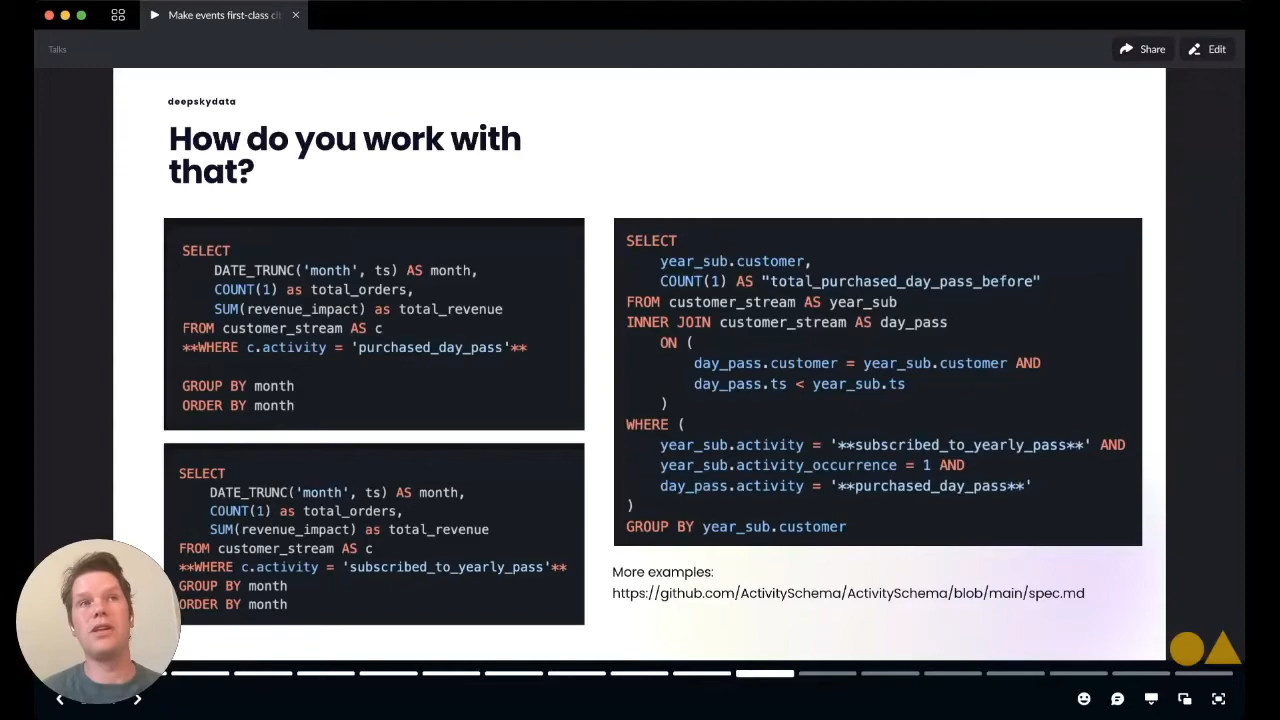 Make events first-class ci
Talks
Share
Edit
deepskydata
How do you work with
that?
SELECT
DATE_TRUNC('month', ts) AS month,
COUNT(1) as total_orders,
SUM(revenue_impact) as total_revenue
FROM customer_stream AS c
**WHERE c.activity = 'purchased_day_pass'**
GROUP BY month
ORDER BY month
SELECT
DATE_TRUNC('month', ts) AS month,
COUNT(1) as total_orders,
SUM(revenue_impact) as total_revenue
FROM customer_stream AS c
**WHERE c.activity = 'subscribed_to_yearly_pass'**
GROUP BY month
ORDER BY month
SELECT
year_sub.customer,
COUNT(1) AS "total_purchased_day_pass_before"
FROM customer_stream AS year_sub
INNER JOIN customer_stream AS day_pass
ON (
day_pass.customer = year_sub.customer AND
day_pass.ts < year_sub.ts
)
WHERE (
year_sub.activity = '**subscribed_to_yearly_pass**' AND
year_sub.activity_occurrence = 1 AND
day_pass.activity = '**purchased_day_pass**'
)
GROUP BY year_sub.customer
More examples:
https://github.com/ActivitySchema/ActivitySchema/blob/main/spec.md